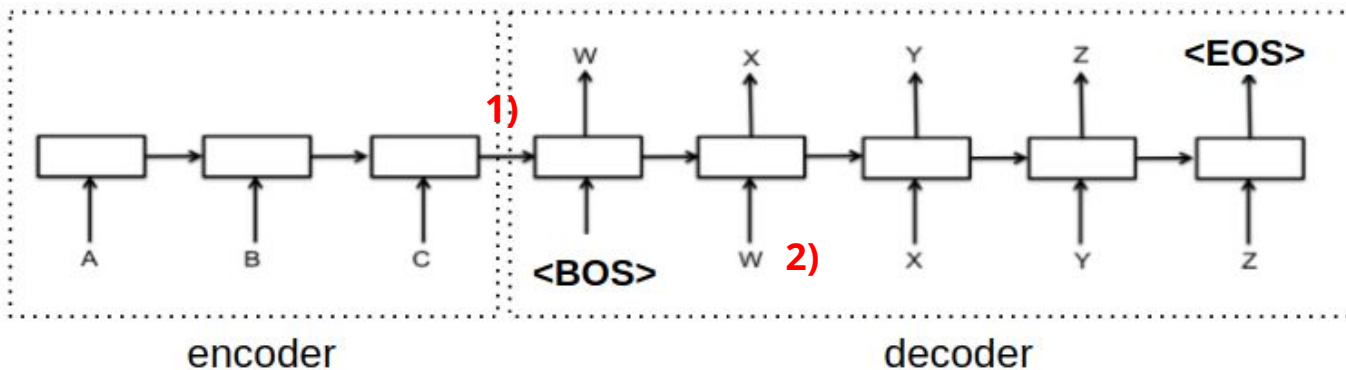 W X Y Z <EOS>
1)
A B C <BOS> W 2) X Y Z
encoder decoder